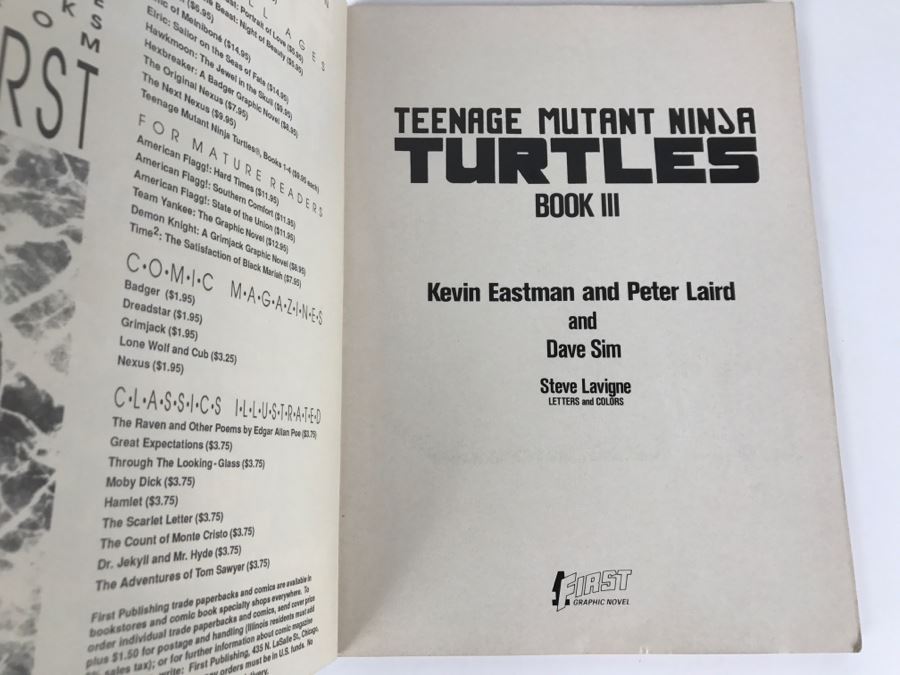 RST
A L L A G E S
st: Portrait of Love ($5.95)
the Beast: Night of Beauty ($5.95)
of Melniboné ($14.95)
Elric: Sailor on the Seas of Fate ($14.95)
Hawkmoon: The Jewel in the Skull ($9.95)
Hexbreaker: A Badger Graphic Novel ($8.95)
The Original Nexus ($7.95)
The Next Nexus ($9.95)
Teenage Mutant Ninja Turtles®, Books 1-4 ($9.95 each)
FOR MATURE READERS
American Flagg!: Hard Times ($11.95)
American Flagg!: Southern Comfort ($11.95)
American Flagg!: State of the Union ($11.95)
Team Yankee: The Graphic Novel ($12.95)
Demon Knight: A Grimjack Graphic Novel ($8.95)
Time²: The Satisfaction of Black Mariah ($7.95)
C•O•M•I•C M•A•G•A•Z•I•N•E•S
Badger ($1.95)
Dreadstar ($1.95)
Grimjack ($1.95)
Lone Wolf and Cub ($3.25)
Nexus ($1.95)
C•L•A•S•S•I•C•S I•L•L•U•S•T•R•A•T•E•D
The Raven and Other Poems by Edgar Allan Poe ($3.75)
Great Expectations ($3.75)
Through The Looking-Glass ($3.75)
Moby Dick ($3.75)
Hamlet ($3.75)
The Scarlet Letter ($3.75)
The Count of Monte Cristo ($3.75)
Dr. Jekyll and Mr. Hyde ($3.75)
The Adventures of Tom Sawyer ($3.75)
First Publishing trade paperbacks and comics are available in
bookstores and comic book specialty shops everywhere. To
order individual trade paperbacks and comics, send cover price
plus $1.50 for postage and handling (Illinois residents must add
% sales tax); or for further information about comic magazine
write: First Publishing, 435 N. LaSalle St., Chicago,
orders must be in U.S. funds. No
delivery.
TEENAGE MUTANT NINJA
TURTLES
BOOK III
Kevin Eastman and Peter Laird
and
Dave Sim
Steve Lavigne
LETTERS and COLORS
FIRST
GRAPHIC NOVEL